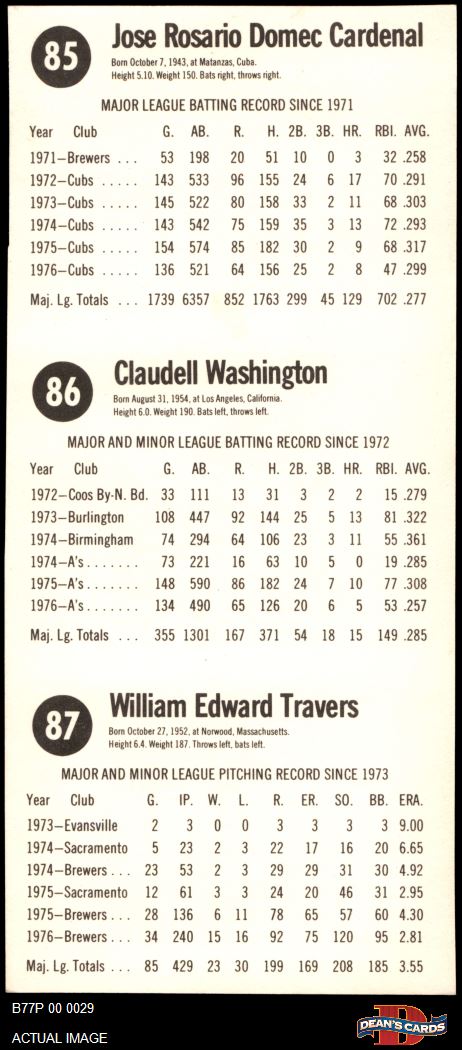 85
Jose Rosario Domec Cardenal
Born October 7, 1943, at Matanzas, Cuba.
Height 5.10. Weight 150. Bats right, throws right.
MAJOR LEAGUE BATTING RECORD SINCE 1971
Year Club G. AB. R. H. 2B. 3B. HR. RBI. AVG.
1971—Brewers . . . 53 198 20 51 10 0 3 32 .258
1972—Cubs . . . . . 143 533 96 155 24 6 17 70 .291
1973—Cubs . . . . . 145 522 80 158 33 2 11 68 .303
1974—Cubs . . . . . 143 542 75 159 35 3 13 72 .293
1975—Cubs . . . . . 154 574 85 182 30 2 9 68 .317
1976—Cubs . . . . . 136 521 64 156 25 2 8 47 .299
Maj. Lg. Totals . . . 1739 6357 852 1763 299 45 129 702 .277
86
Claudell Washington
Born August 31, 1954, at Los Angeles, California.
Height 6.0. Weight 190. Bats left, throws left.
MAJOR AND MINOR LEAGUE BATTING RECORD SINCE 1972
Year Club G. AB. R. H. 2B. 3B. HR. RBI. AVG.
1972—Coos By-N. Bd. 33 111 13 31 3 2 2 15 .279
1973—Burlington 108 447 92 144 25 5 13 81 .322
1974—Birmingham 74 294 64 106 23 3 11 55 .361
1974—A's . . . . . . . 73 221 16 63 10 5 0 19 .285
1975—A's . . . . . . . 148 590 86 182 24 7 10 77 .308
1976—A's . . . . . . . 134 490 65 126 20 6 5 53 .257
Maj. Lg. Totals . . . 355 1301 167 371 54 18 15 149 .285
87
William Edward Travers
Born October 27, 1952, at Norwood, Massachusetts.
Height 6.4. Weight 187. Throws left, bats left.
MAJOR AND MINOR LEAGUE PITCHING RECORD SINCE 1973
Year Club G. IP. W. L. R. ER. SO. BB. ERA.
1973—Evansville 2 3 0 0 3 3 3 3 9.00
1974—Sacramento 5 23 2 3 22 17 16 20 6.65
1974—Brewers . . . 23 53 2 3 29 29 31 30 4.92
1975—Sacramento 12 61 3 3 24 20 46 31 2.95
1975—Brewers . . . 28 136 6 11 78 65 57 60 4.30
1976—Brewers . . . 34 240 15 16 92 75 120 95 2.81
Maj. Lg. Totals . . . 85 429 23 30 199 169 208 185 3.55
B77P 00 0029
ACTUAL IMAGE
DEAN'S CARDS